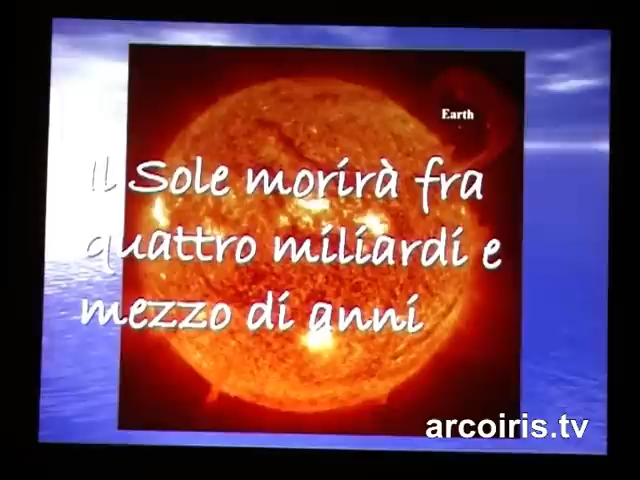 Earth
Il Sole morirà fra
quattro miliardi e
mezzo di anni
arcoiris.tv